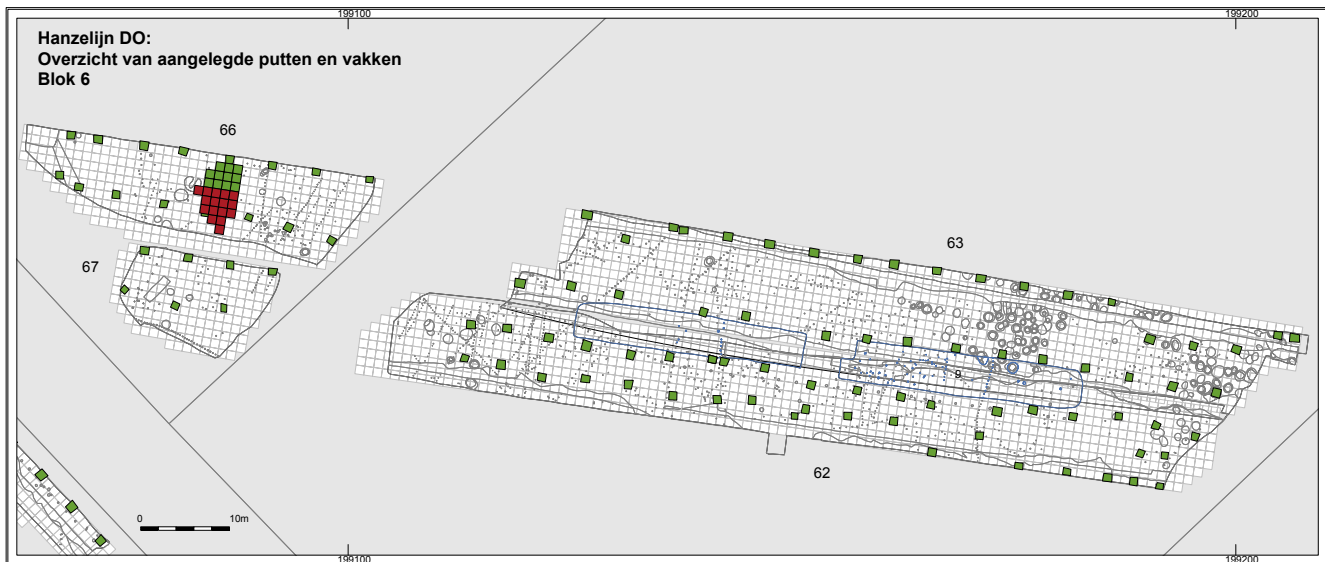 199100
199200
Hanzelijn DO:
Overzicht van aangelegde putten en vakken
Blok 6
66
63
67
9
62
0
10m
199100
199200